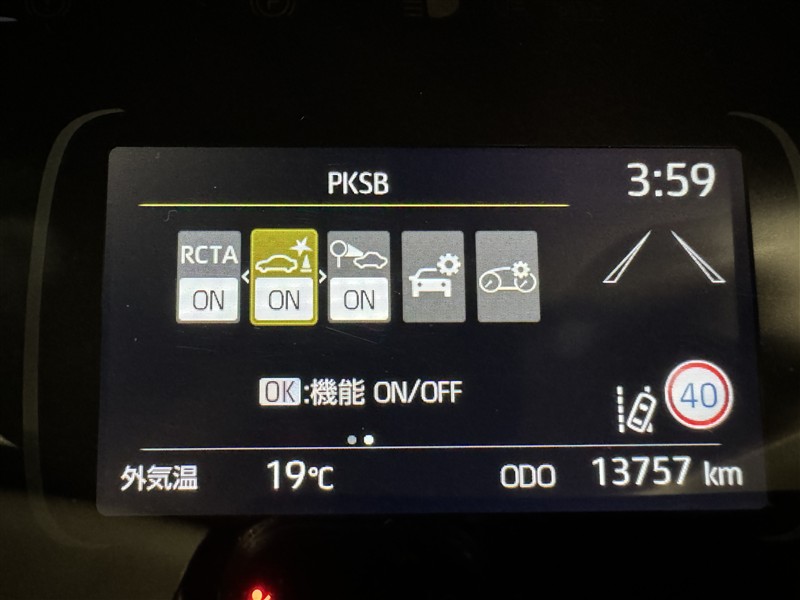 PKSB
3:59
RCTA
ON
ON
ON
OK:機能 ON/OFF
40
外気温 19℃ ODO 13757 km